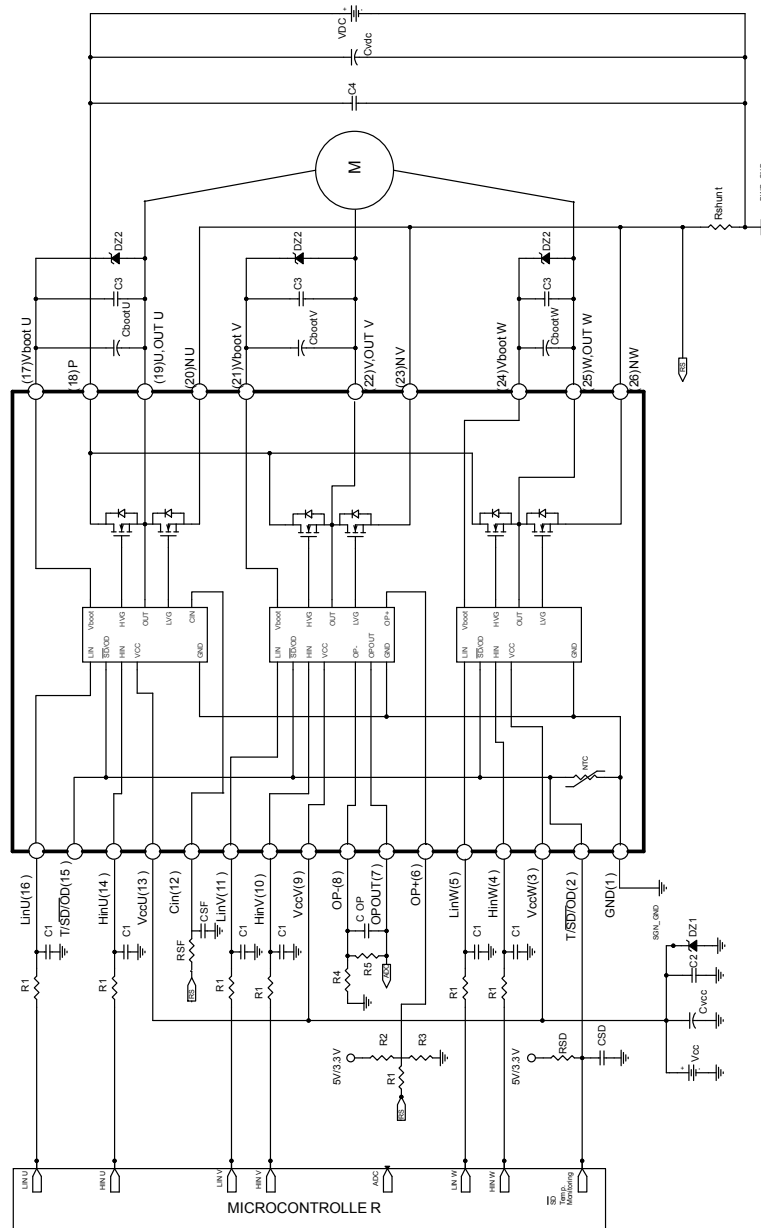 VDC
+
-
Cvdc
C4
M
Rshunt
RS
DZ2
C3
CbootU
DZ2
C3
CbootV
DZ2
C3
CbootW
(17)Vboot U
(18)P
(19)U,OUT U
(20)N U
(21)Vboot V
(22)V,OUT V
(23)N V
(24)Vboot W
(25)W,OUT W
(26)N W
Vboot
HVG
OUT
LVG
CIN
LIN
SD/OD
HIN
VCC
GND
Vboot
HVG
OUT
LVG
OP+
LIN
SD/OD
HIN
VCC
OP-
OPOUT
GND
Vboot
HVG
OUT
LVG
LIN
SD/OD
HIN
VCC
GND
NTC
LinU(16)
T/SD/OD(15)
HinU(14)
VccU(13)
Cin(12)
LinV(11)
HinV(10)
VccV(9)
OP-(8)
OPOUT(7)
OP+(6)
LinW(5)
HinW(4)
VccW(3)
T/SD/OD(2)
GND(1)
R1
C1
R1
C1
RSF
CSF
RS
R1
C1
R1
C1
R4
R5
C OP
ADC
5V/3.3V
R2
R3
R1
RS
R1
C1
R1
C1
5V/3.3V
RSD
CSD
SGN_GND
DZ1
C2
Cvcc
Vcc
+
-
LIN U
HIN U
LIN V
HIN V
ADC
LIN W
HIN W
SD
Temp.
Monitoring
MICROCONTROLLE R